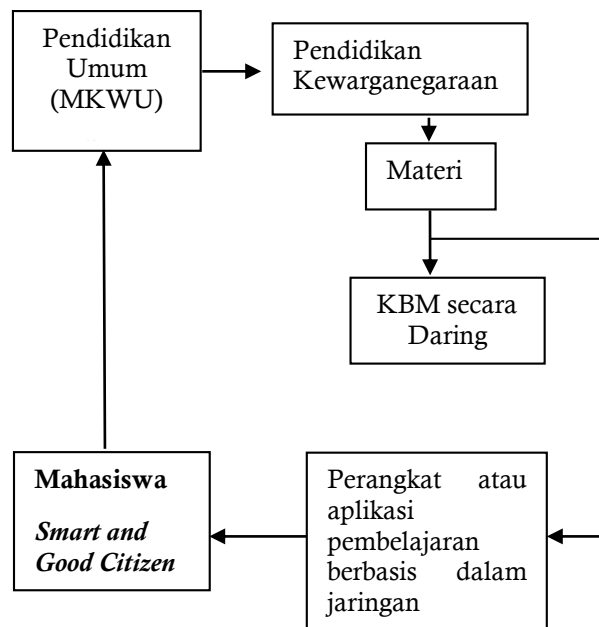 Pendidikan
Umum
(MKWU)
Pendidikan
Kewarganegaraan
Materi
KBM secara
Daring
Mahasiswa
Smart and
Good Citizen
Perangkat atau
aplikasi
pembelajaran
berbasis dalam
jaringan